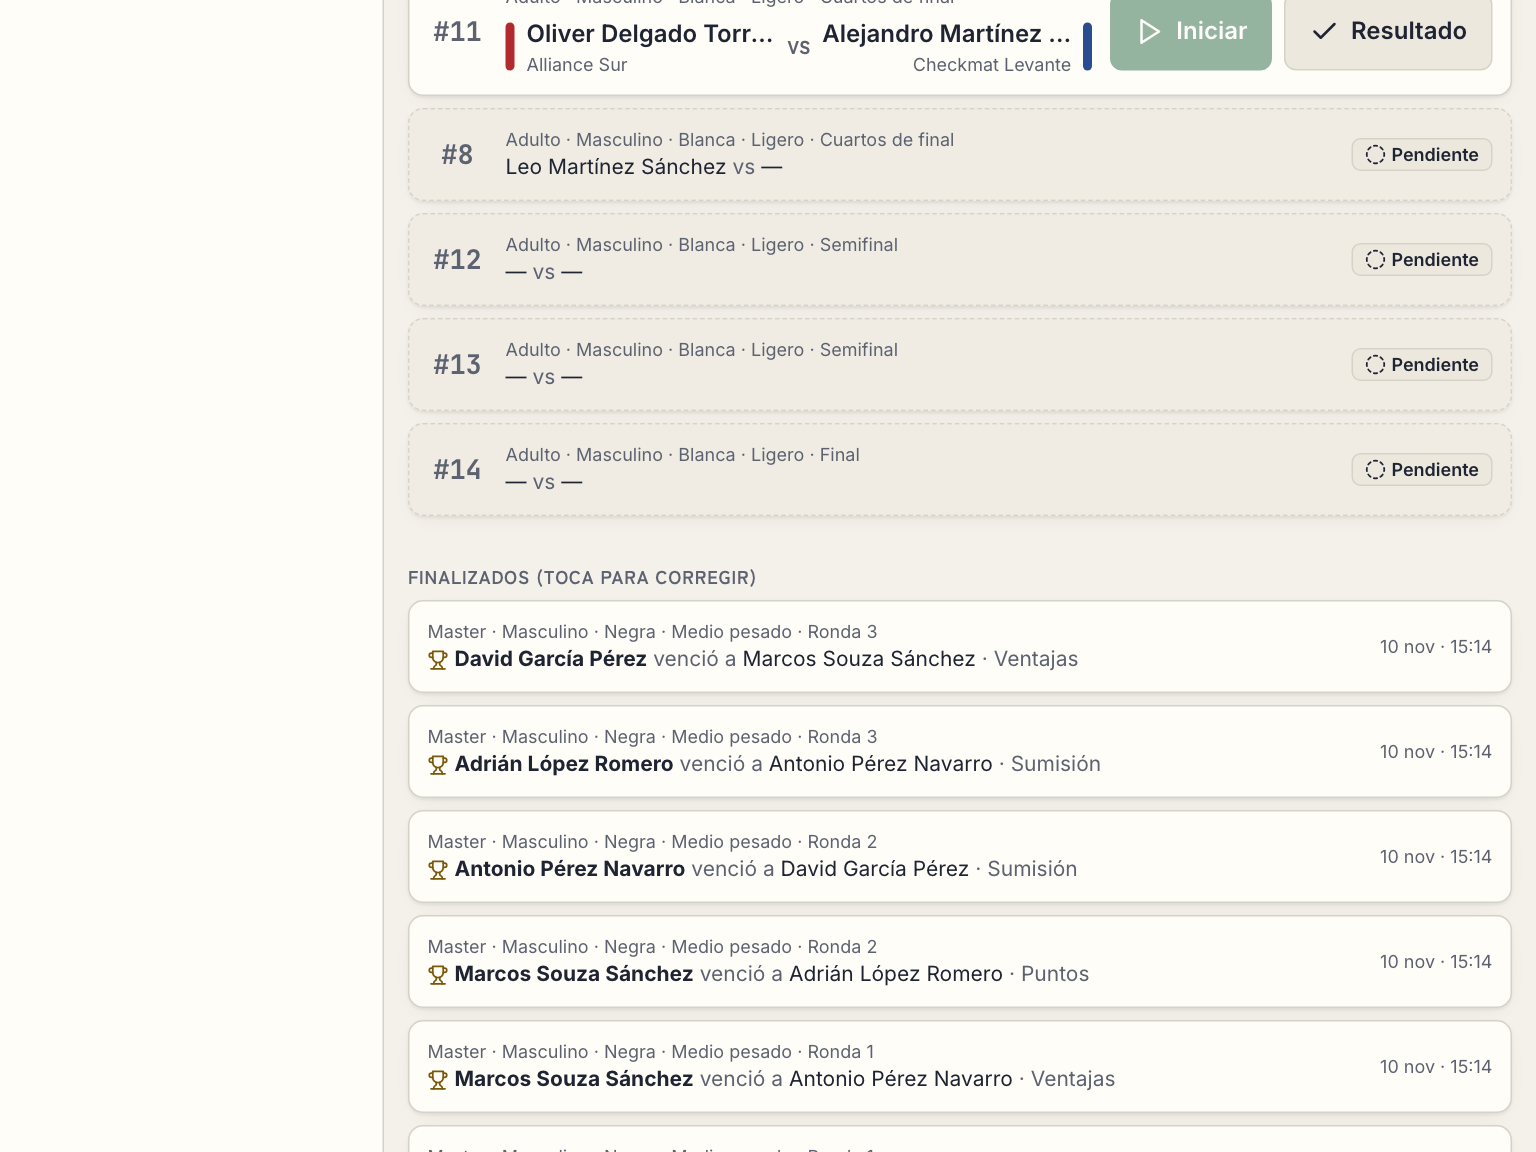 #11
Oliver Delgado Torr...
Alliance Sur
VS
Alejandro Martínez ...
Checkmat Levante
Iniciar
Resultado
#8
Adulto · Masculino · Blanca · Ligero · Cuartos de final
Leo Martínez Sánchez vs —
Pendiente
#12
Adulto · Masculino · Blanca · Ligero · Semifinal
— vs —
Pendiente
#13
Adulto · Masculino · Blanca · Ligero · Semifinal
— vs —
Pendiente
#14
Adulto · Masculino · Blanca · Ligero · Final
— vs —
Pendiente
FINALIZADOS (TOCA PARA CORREGIR)
Master · Masculino · Negra · Medio pesado · Ronda 3
David García Pérez venció a Marcos Souza Sánchez · Ventajas
10 nov · 15:14
Master · Masculino · Negra · Medio pesado · Ronda 3
Adrián López Romero venció a Antonio Pérez Navarro · Sumisión
10 nov · 15:14
Master · Masculino · Negra · Medio pesado · Ronda 2
Antonio Pérez Navarro venció a David García Pérez · Sumisión
10 nov · 15:14
Master · Masculino · Negra · Medio pesado · Ronda 2
Marcos Souza Sánchez venció a Adrián López Romero · Puntos
10 nov · 15:14
Master · Masculino · Negra · Medio pesado · Ronda 1
Marcos Souza Sánchez venció a Antonio Pérez Navarro · Ventajas
10 nov · 15:14